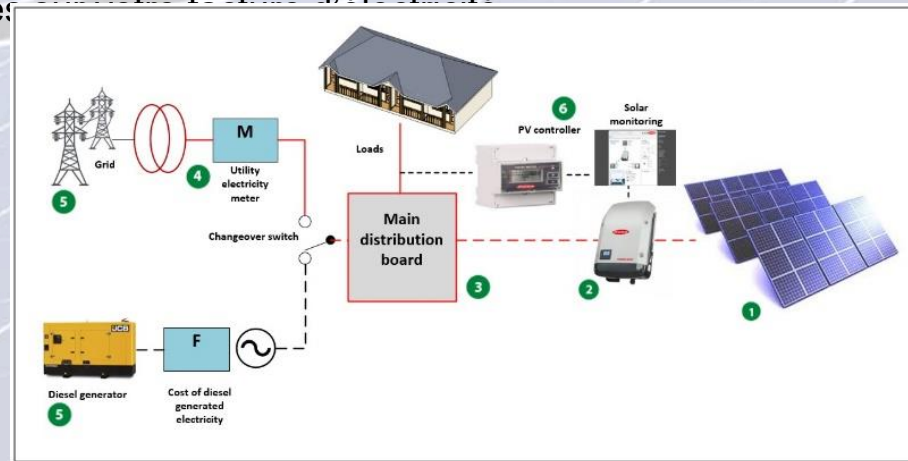 Grid
5
4
M
Utility
electricity
meter
Changeover switch
Loads
6
PV controller
Solar
monitoring
Main
distribution
board
3
2
1
JCB
Diesel generator
5
F
Cost of diesel
generated
electricity